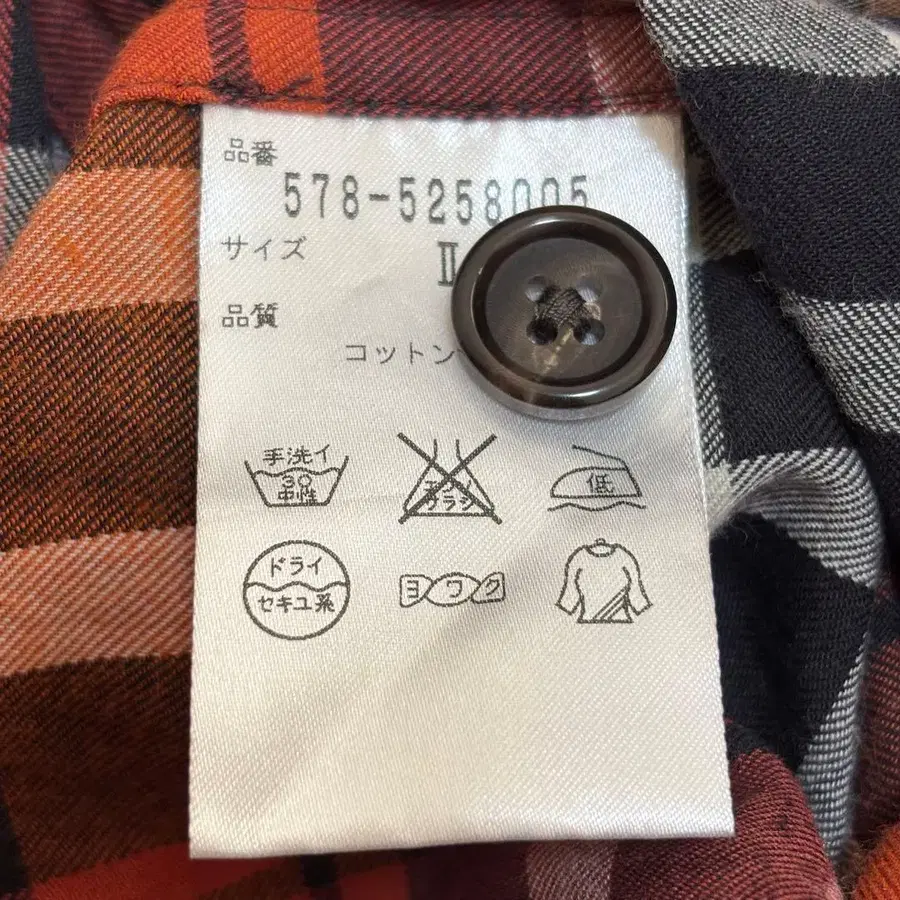 品番
578-5258005
サイズ
II
品質
コットン
手洗イ
30
中性
エンソ
サラシ
低
ドライ
セキユ系
ヨワク